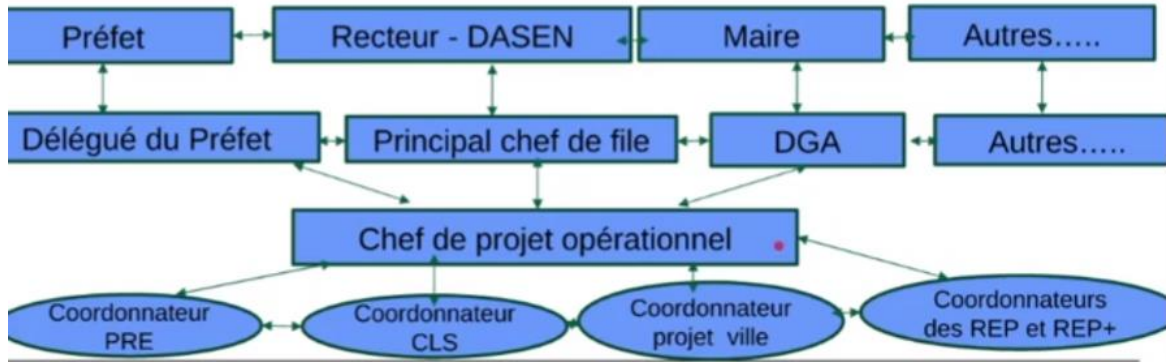 Préfet
Recteur - DASEN
Maire
Autres.....
Délégué du Préfet
Principal chef de file
DGA
Autres.....
Chef de projet opérationnel
Coordonnateur
PRE
Coordonnateur
CLS
Coordonnateur
projet ville
Coordonnateurs
des REP et REP+